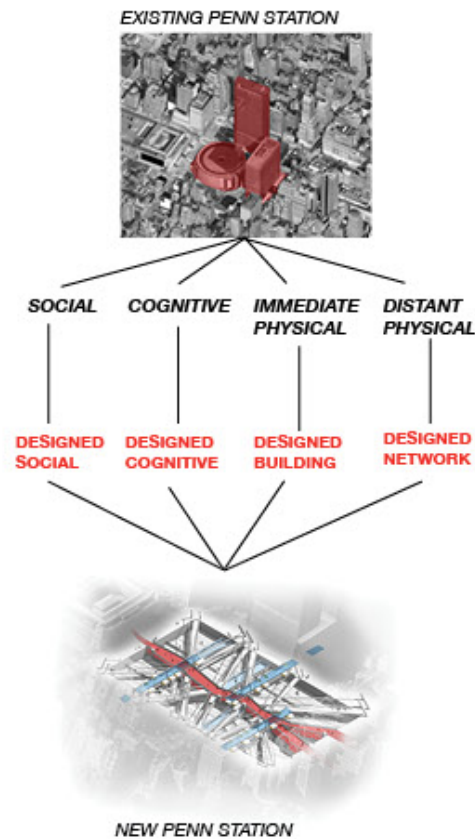 EXISTING PENN STATION
SOCIAL
COGNITIVE
IMMEDIATE
PHYSICAL
DISTANT
PHYSICAL
DESIGNED
SOCIAL
DESIGNED
COGNITIVE
DESIGNED
BUILDING
DESIGNED
NETWORK
NEW PENN STATION